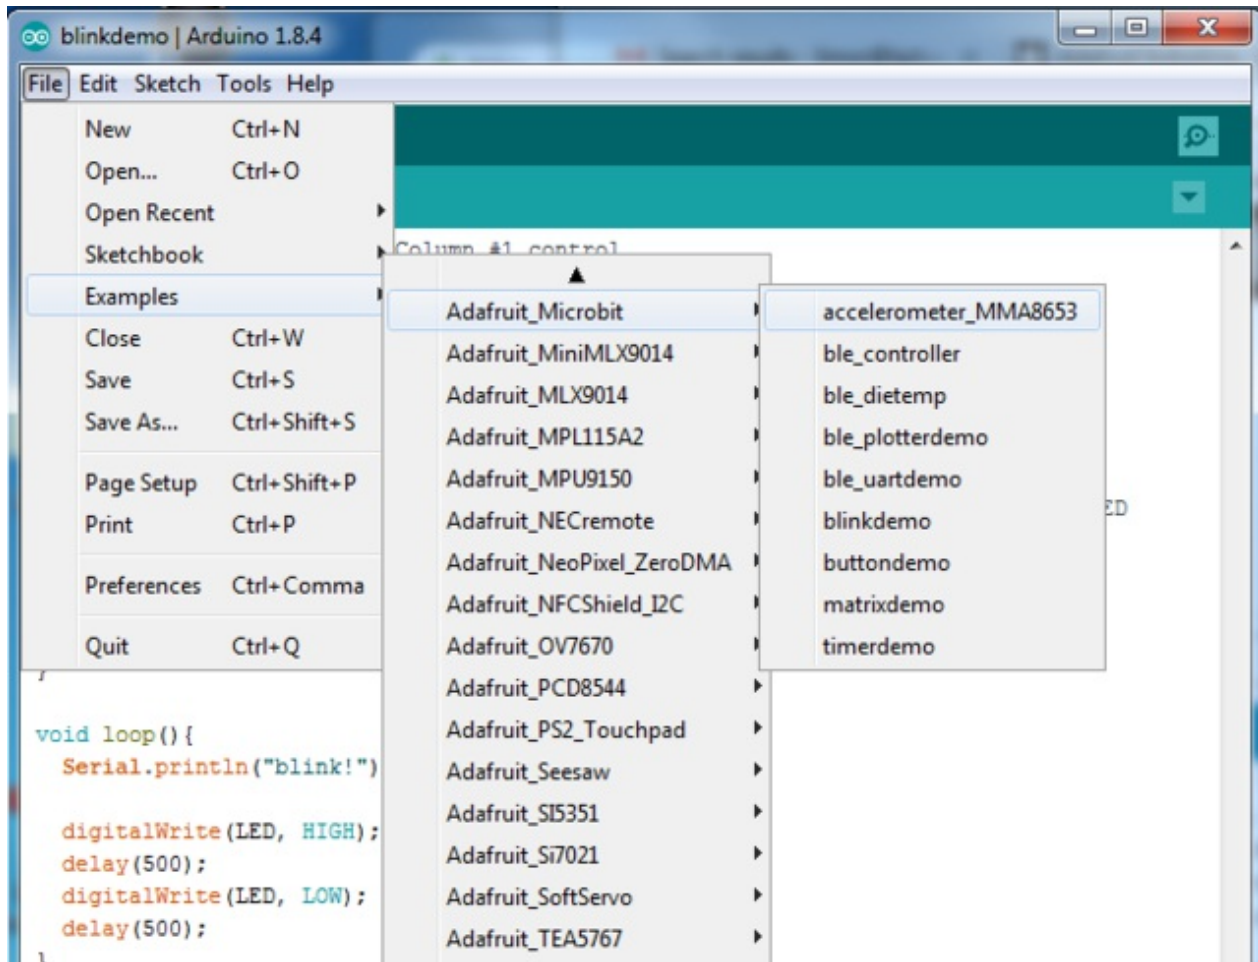 blinkdemo | Arduino 1.8.4
File Edit Sketch Tools Help
New Ctrl+N
Open... Ctrl+O
Open Recent
Sketchbook
Examples
Close Ctrl+W
Save Ctrl+S
Save As... Ctrl+Shift+S
Page Setup Ctrl+Shift+P
Print Ctrl+P
Preferences Ctrl+Comma
Quit Ctrl+Q
Column #1 control
Adafruit_Microbit
Adafruit_MiniMLX9014
Adafruit_MLX9014
Adafruit_MPL115A2
Adafruit_MPU9150
Adafruit_NECremote
Adafruit_NeoPixel_ZeroDMA
Adafruit_NFCShield_I2C
Adafruit_OV7670
Adafruit_PCD8544
Adafruit_PS2_Touchpad
Adafruit_Seesaw
Adafruit_SI5351
Adafruit_Si7021
Adafruit_SoftServo
Adafruit_TEA5767
accelerometer_MMA8653
ble_controller
ble_dietemp
ble_plotterdemo
ble_uartdemo
blinkdemo
buttondemo
matrixdemo
timerdemo
ED
}
void loop(){
Serial.println("blink!")
digitalWrite(LED, HIGH);
delay(500);
digitalWrite(LED, LOW);
delay(500);
}